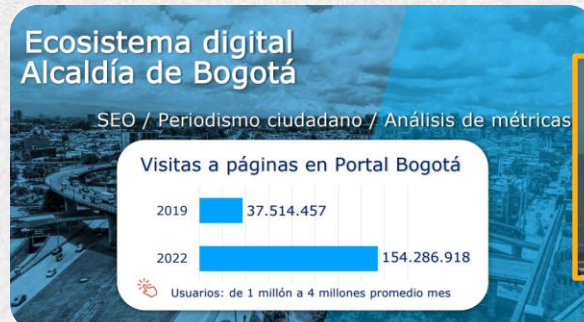 Ecosistema digital
Alcaldía de Bogotá
SEO / Periodismo ciudadano / Análisis de métricas
Visitas a páginas en Portal Bogotá
2019 37.514.457
2022 154.286.918
Usuarios: de 1 millón a 4 millones promedio mes